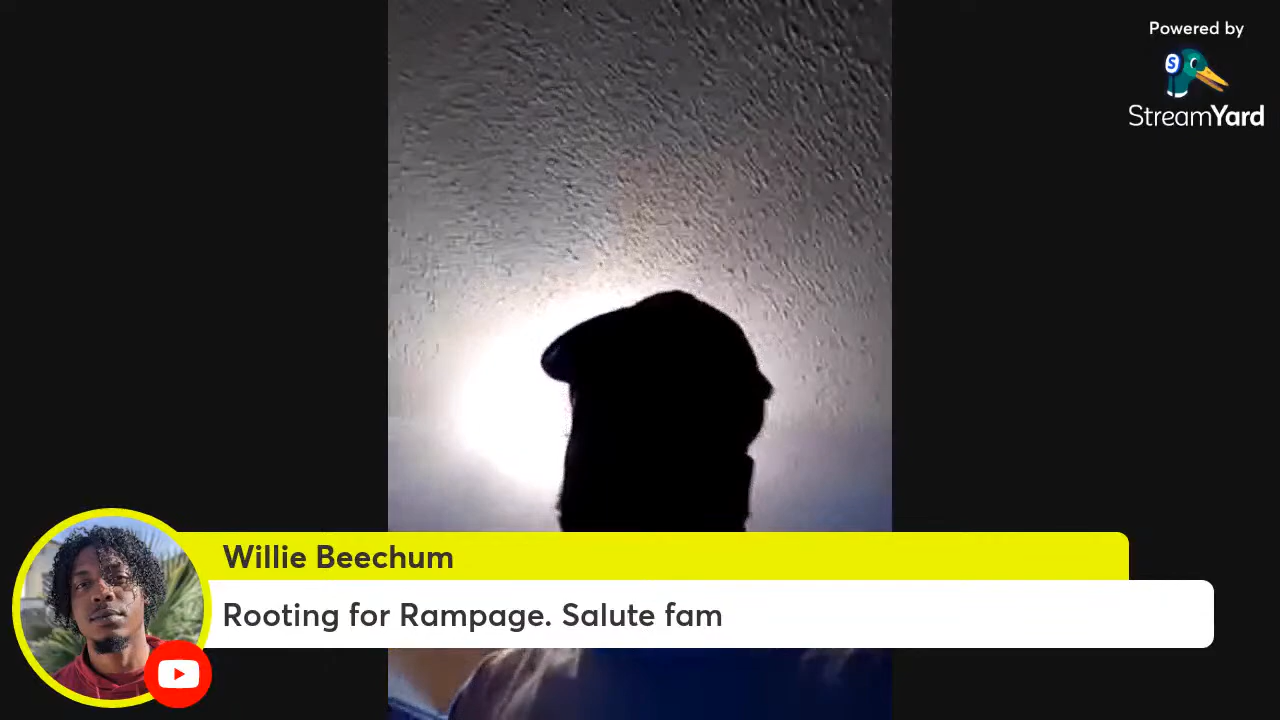 Powered by
StreamYard
Willie Beechum
Rooting for Rampage. Salute fam